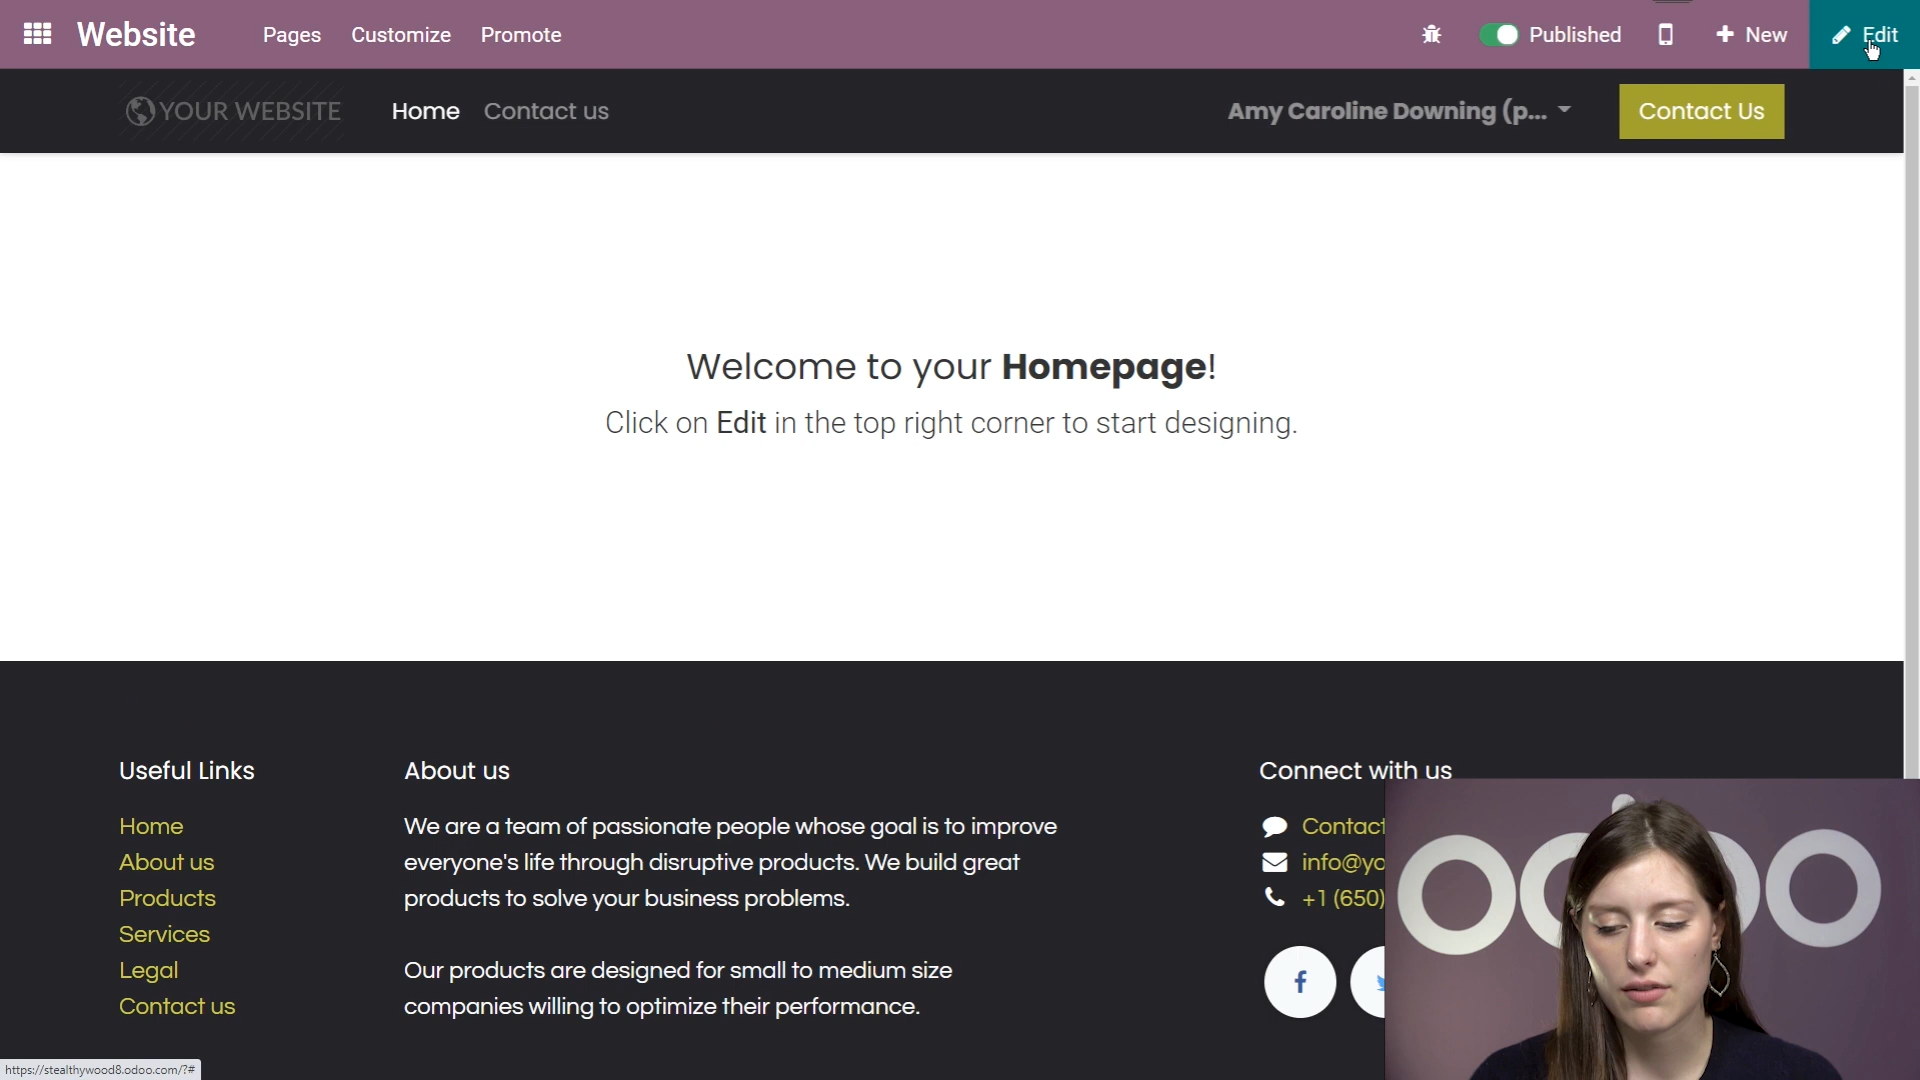 Website
Pages
Customize
Promote
Published
New
Edit
YOUR WEBSITE
Home
Contact us
Amy Caroline Downing (p...
Contact Us
Welcome to your Homepage!
Click on Edit in the top right corner to start designing.
Useful Links
Home
About us
Products
Services
Legal
Contact us
About us
We are a team of passionate people whose goal is to improve
everyone's life through disruptive products. We build great
products to solve your business problems.
Our products are designed for small to medium size
companies willing to optimize their performance.
Connect with us
Contact
info@yo
+1 (650)
https://stealthywood8.odoo.com/?#